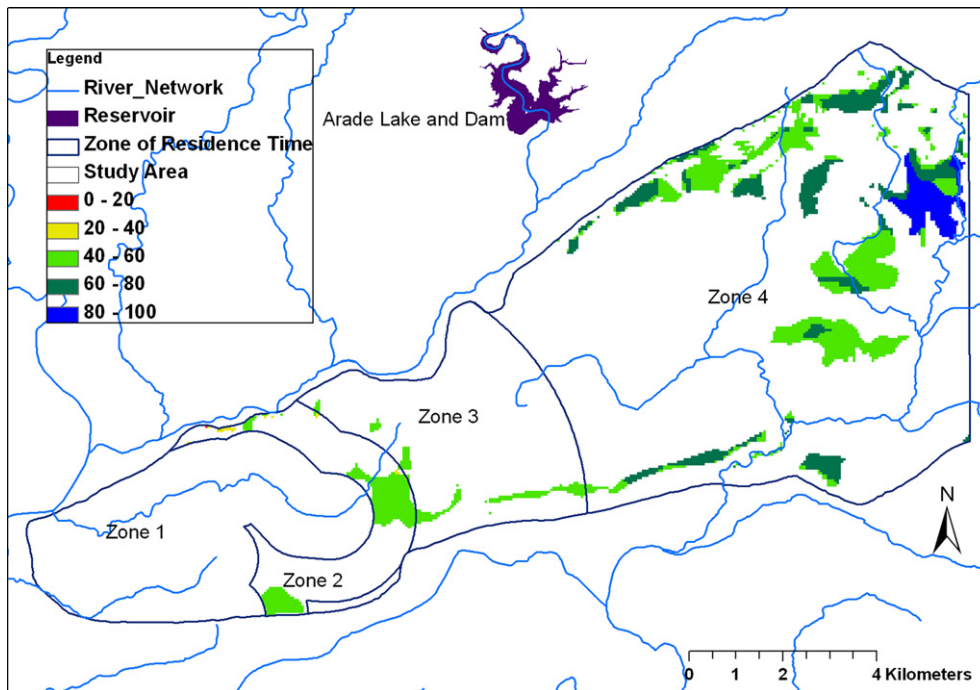 Legend
River_Network
Reservoir
Zone of Residence Time
Study Area
0 - 20
20 - 40
40 - 60
60 - 80
80 - 100
Arade Lake and Dam
Zone 4
Zone 3
Zone 1
Zone 2
N
0 1 2 4 Kilometers